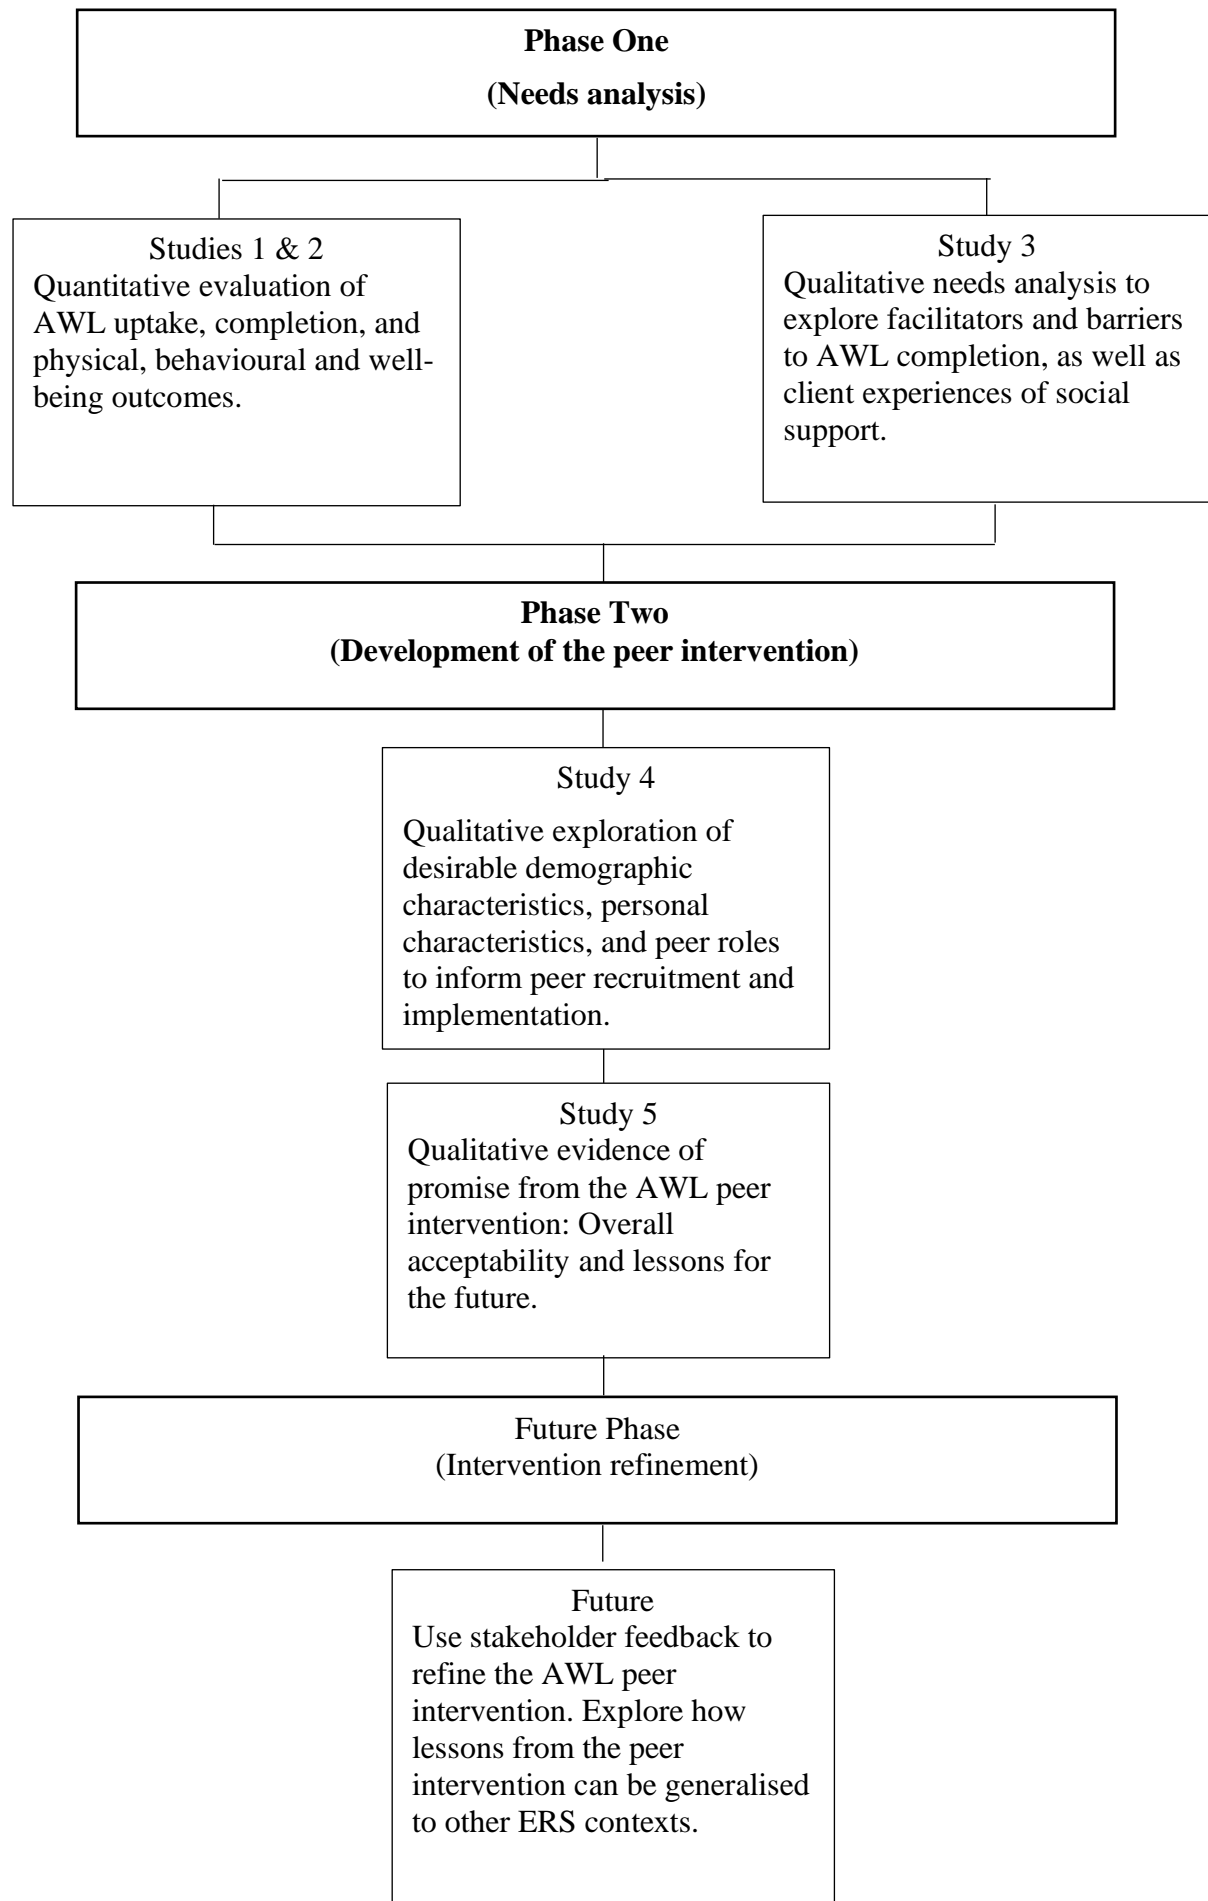 Phase One
(Needs analysis)
Studies 1 & 2
Quantitative evaluation of
AWL uptake, completion, and
physical, behavioural and well-
being outcomes.
Study 3
Qualitative needs analysis to
explore facilitators and barriers
to AWL completion, as well as
client experiences of social
support.
Phase Two
(Development of the peer intervention)
Study 4
Qualitative exploration of
desirable demographic
characteristics, personal
characteristics, and peer roles
to inform peer recruitment and
implementation.
Study 5
Qualitative evidence of
promise from the AWL peer
intervention: Overall
acceptability and lessons for
the future.
Future Phase
(Intervention refinement)
Future
Use stakeholder feedback to
refine the AWL peer
intervention. Explore how
lessons from the peer
intervention can be generalised
to other ERS contexts.